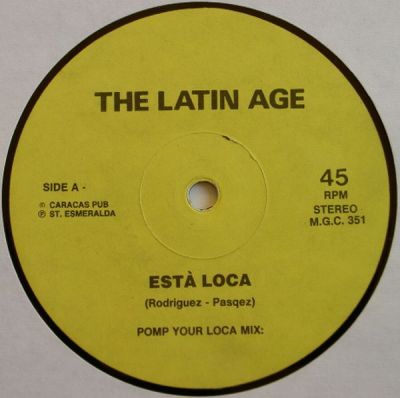 THE LATIN AGE
SIDE A -
© CARACAS PUB
℗ ST. ESMERALDA
45
RPM
STEREO
M.G.C. 351
ESTÀ LOCA
(Rodriguez - Pasqez)
POMP YOUR LOCA MIX: